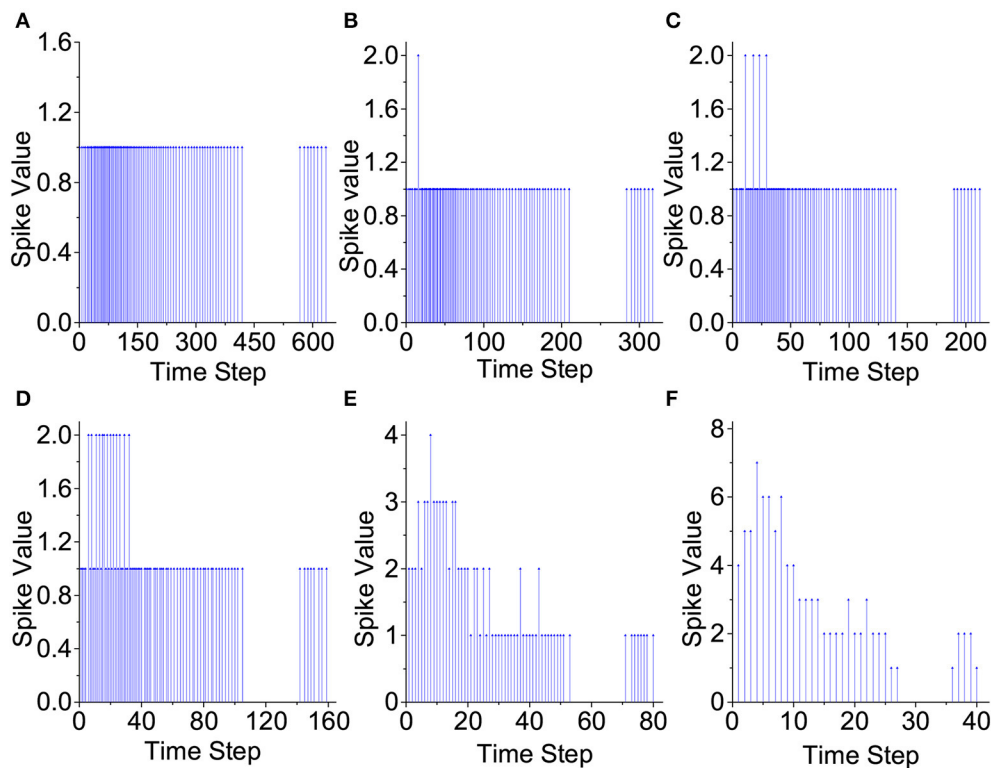 A B C
1.6
1.2
0.8
0.4
0.0
Spike Value
0 150 300 450 600
Time Step
2.0
1.6
1.2
0.8
0.4
0.0
Spike value
0 100 200 300
Time Step
2.0
1.6
1.2
0.8
0.4
0.0
Spike Value
0 50 100 150 200
Time Step
D E F
2.0
1.6
1.2
0.8
0.4
0.0
Spike Value
0 40 80 120 160
Time Step
4
3
2
1
0
Spike Value
0 20 40 60 80
Time Step
8
6
4
2
0
Spike Value
0 10 20 30 40
Time Step